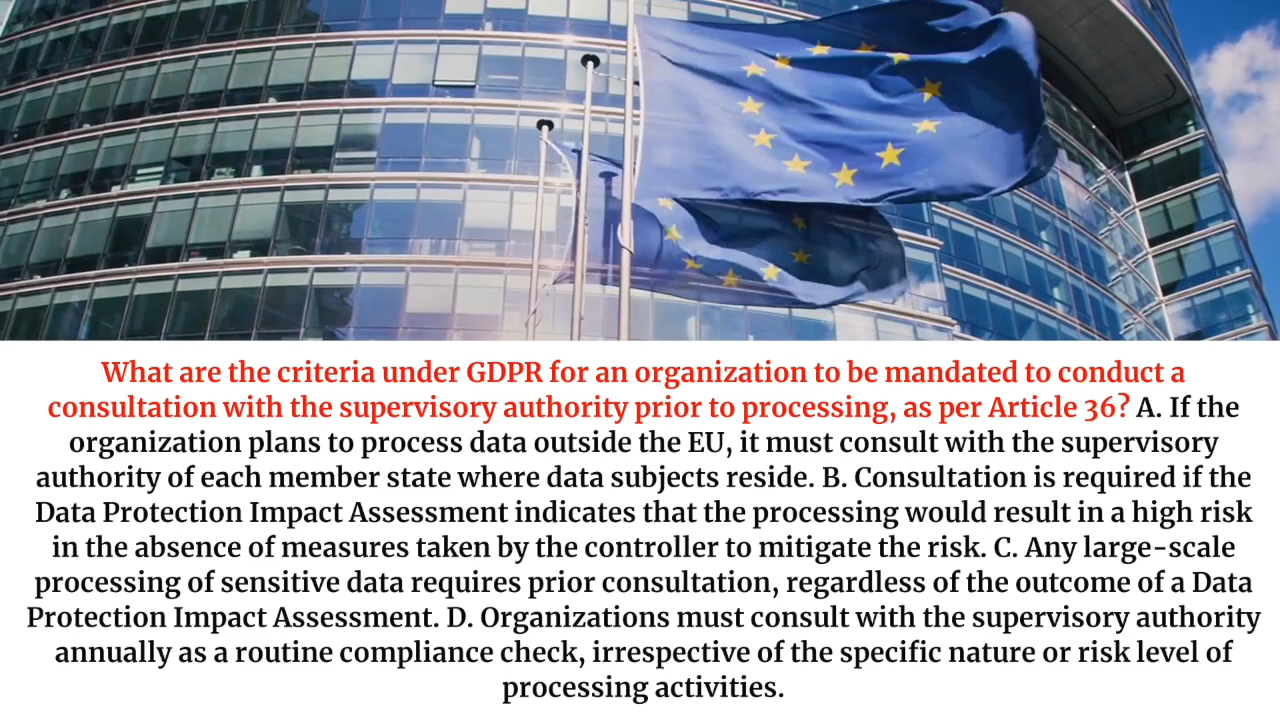 What are the criteria under GDPR for an organization to be mandated to conduct a
consultation with the supervisory authority prior to processing, as per Article 36? A. If the
organization plans to process data outside the EU, it must consult with the supervisory
authority of each member state where data subjects reside. B. Consultation is required if the
Data Protection Impact Assessment indicates that the processing would result in a high risk
in the absence of measures taken by the controller to mitigate the risk. C. Any large-scale
processing of sensitive data requires prior consultation, regardless of the outcome of a Data
Protection Impact Assessment. D. Organizations must consult with the supervisory authority
annually as a routine compliance check, irrespective of the specific nature or risk level of
processing activities.